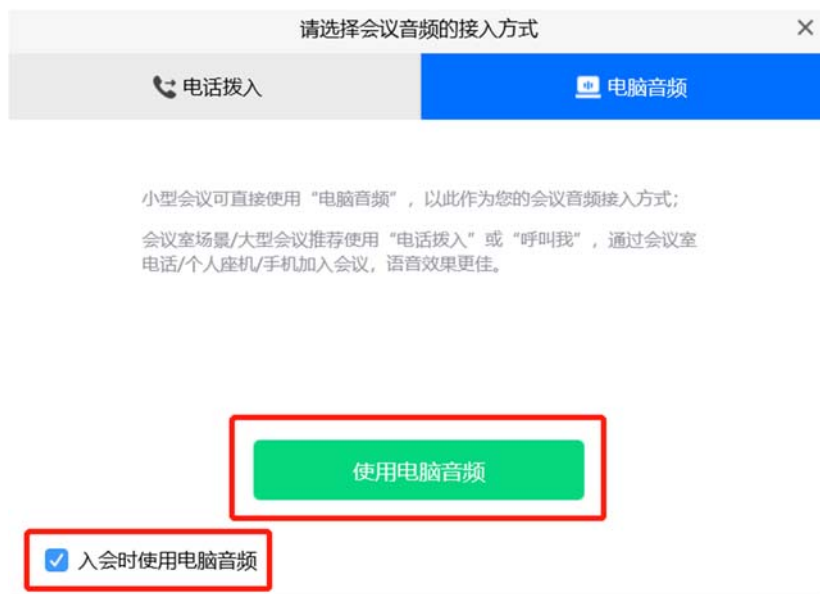 请选择会议音频的接入方式
电话拨入
电脑音频
小型会议可直接使用“电脑音频”，以此作为您的会议音频接入方式；
会议室场景/大型会议推荐使用“电话拨入”或“呼叫我”，通过会议室
电话/个人座机/手机加入会议，语音效果更佳。
使用电脑音频
入会时使用电脑音频